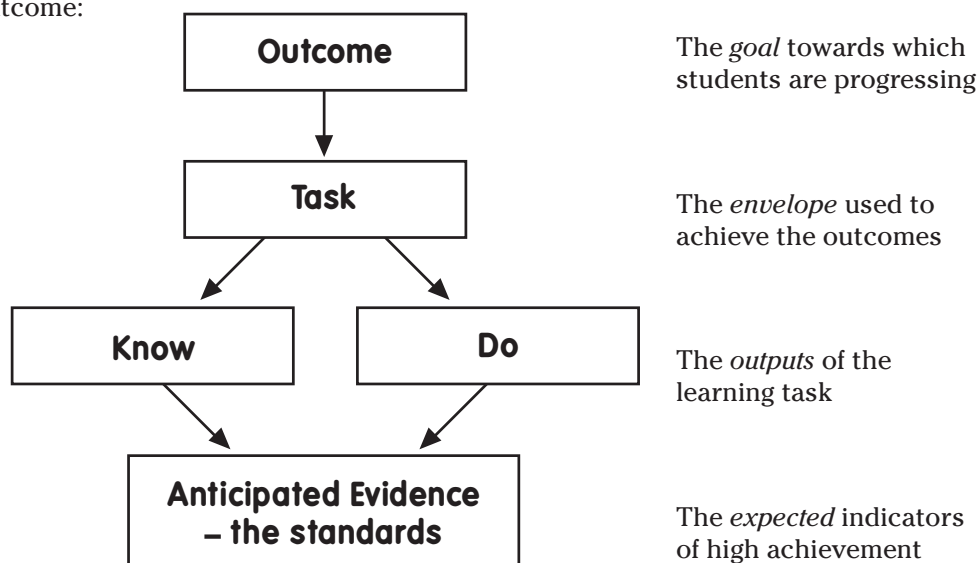 tcome:
Outcome
The goal towards which
students are progressing
Task
The envelope used to
achieve the outcomes
Know
Do
The outputs of the
learning task
Anticipated Evidence
– the standards
The expected indicators
of high achievement